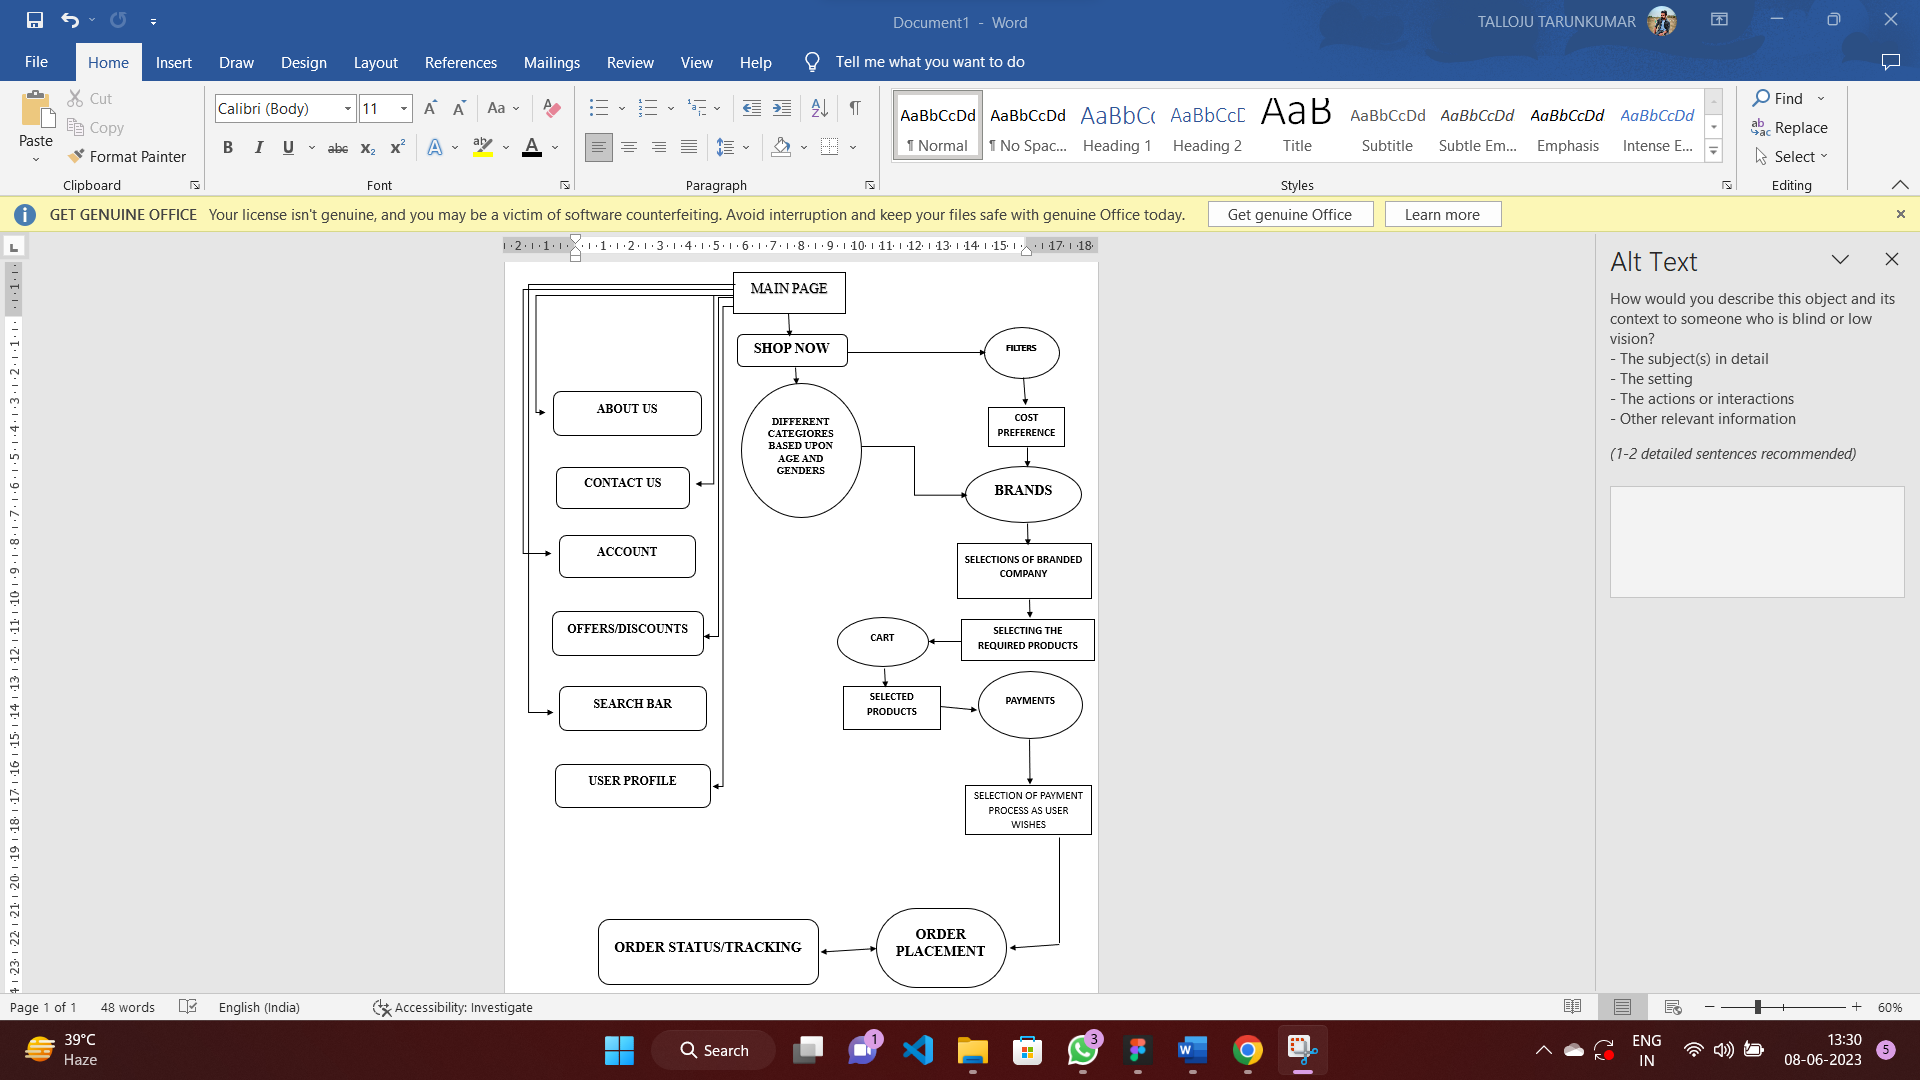 Document1 - Word
TALLOJU TARUNKUMAR
File Home Insert Draw Design Layout References Mailings Review View Help Tell me what you want to do
Paste
Cut
Copy
Format Painter
Clipboard
Calibri (Body) 11
Font
Paragraph
AaBbCcDd AaBbCcDd AaBbCc AaBbCcD AaB AaBbCcDd AaBbCcDd AaBbCcDd AaBbCcDd
¶ Normal ¶ No Spac... Heading 1 Heading 2 Title Subtitle Subtle Em... Emphasis Intense E...
Styles
Find
Replace
Select
Editing
GET GENUINE OFFICE Your license isn't genuine, and you may be a victim of software counterfeiting. Avoid interruption and keep your files safe with genuine Office today. Get genuine Office Learn more
MAIN PAGE
SHOP NOW
FILTERS
ABOUT US
DIFFERENT
CATEGIORES
BASED UPON
AGE AND
GENDERS
COST
PREFERENCE
CONTACT US
BRANDS
ACCOUNT
SELECTIONS OF BRANDED
COMPANY
OFFERS/DISCOUNTS
CART
SELECTING THE
REQUIRED PRODUCTS
SEARCH BAR
SELECTED
PRODUCTS
PAYMENTS
USER PROFILE
SELECTION OF PAYMENT
PROCESS AS USER
WISHES
ORDER STATUS/TRACKING
ORDER
PLACEMENT
Alt Text
How would you describe this object and its
context to someone who is blind or low
vision?
- The subject(s) in detail
- The setting
- The actions or interactions
- Other relevant information
(1-2 detailed sentences recommended)
Page 1 of 1 48 words English (India) Accessibility: Investigate 60%
39°C
Haze
Search
1
3
ENG
IN
13:30
08-06-2023
5